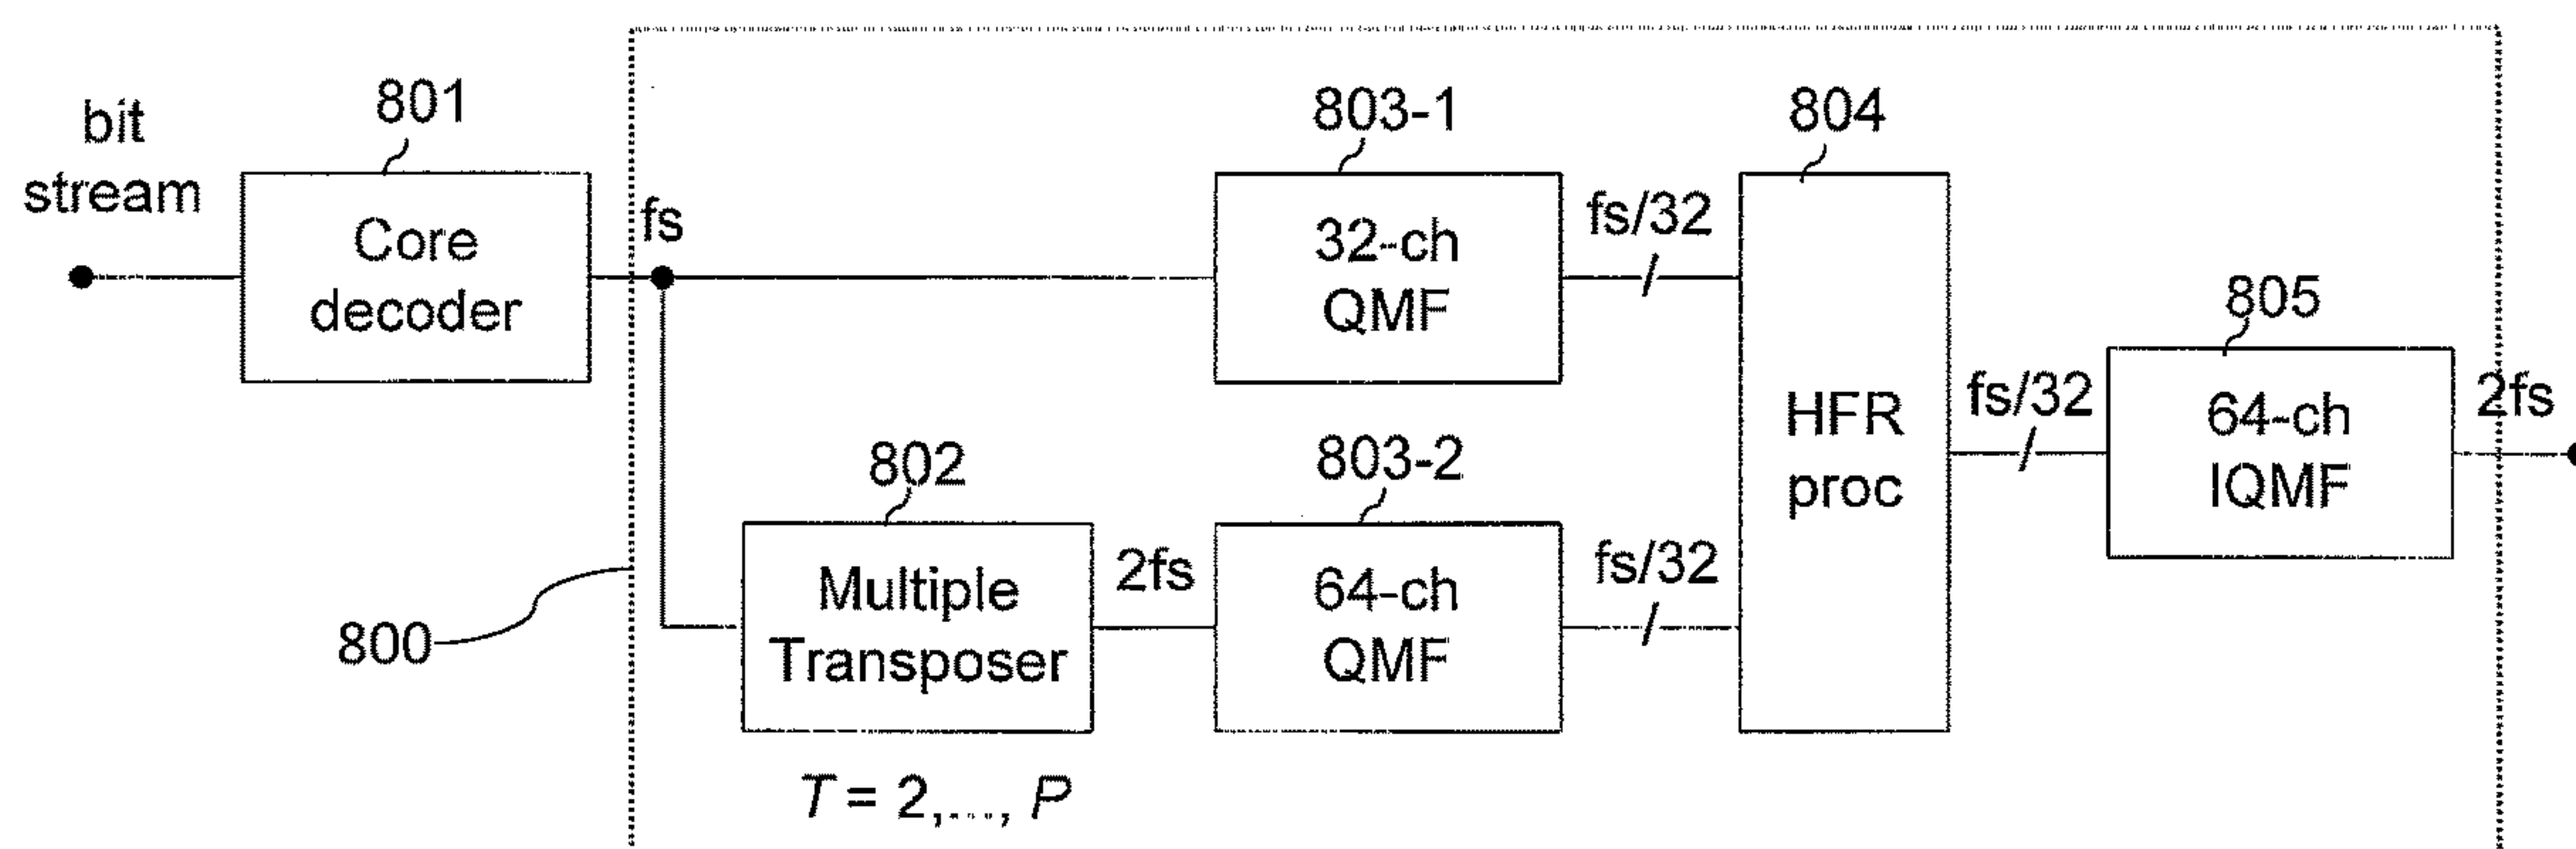 bit
stream
801
Core
decoder
fs
803-1
32-ch
QMF
fs/32
804
HFR
proc
802
Multiple
Transposer
T = 2,..., P
2fs
803-2
64-ch
QMF
fs/32
fs/32
805
64-ch
IQMF
2fs
800